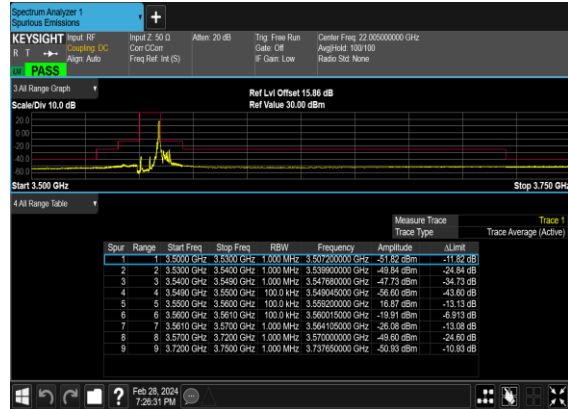 Spectrum Analyzer 1
Spurious Emissions
+
KEYSIGHT Input: RF Input Z: 50 Ω Atten: 20 dB Trig: Free Run Center Freq: 22.005000000 GHz
R T Coupling: DC Corr CCorr Gate: Off Avg|Hold: 100/100
Align: Auto Freq Ref: Int (S) IF Gain: Low Radio Std: None
PASS
3 All Range Graph Ref Lvl Offset 15.86 dB
Scale/Div 10.0 dB Ref Value 30.00 dBm
20.0
0.00
-20.0
-40.0
-60.0
Start 3.500 GHz Stop 3.750 GHz
4 All Range Table
Measure Trace Trace 1
Trace Type Trace Average (Active)
Spur Range Start Freq Stop Freq RBW Frequency Amplitude ΔLimit
1 1 3.5000 GHz 3.5300 GHz 1.000 MHz 3.507200000 GHz -51.82 dBm -11.82 dB
2 2 3.5300 GHz 3.5400 GHz 1.000 MHz 3.539900000 GHz -49.84 dBm -24.84 dB
3 3 3.5400 GHz 3.5490 GHz 1.000 MHz 3.547680000 GHz -47.73 dBm -34.73 dB
4 4 3.5490 GHz 3.5500 GHz 100.0 kHz 3.549045000 GHz -56.60 dBm -43.60 dB
5 5 3.5500 GHz 3.5600 GHz 100.0 kHz 3.559200000 GHz 16.87 dBm -13.13 dB
6 6 3.5600 GHz 3.5610 GHz 100.0 kHz 3.560015000 GHz -19.91 dBm -6.913 dB
7 7 3.5610 GHz 3.5700 GHz 1.000 MHz 3.564105000 GHz -26.08 dBm -13.08 dB
8 8 3.5700 GHz 3.7200 GHz 1.000 MHz 3.570000000 GHz -49.60 dBm -24.60 dB
9 9 3.7200 GHz 3.7500 GHz 1.000 MHz 3.737650000 GHz -50.93 dBm -10.93 dB
? Feb 28, 2024
7:26:31 PM